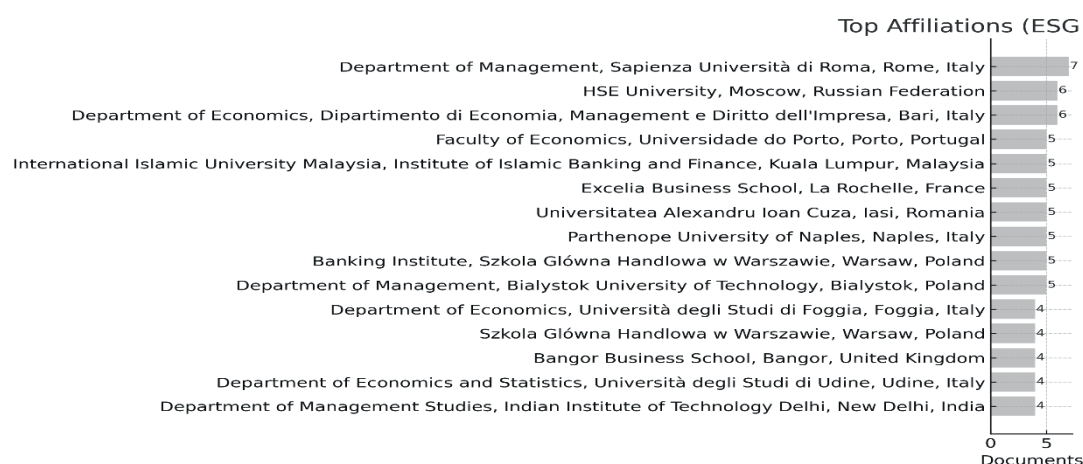 Top Affiliations (ESG
Department of Management, Sapienza Università di Roma, Rome, Italy 7
HSE University, Moscow, Russian Federation 6
Department of Economics, Dipartimento di Economia, Management e Diritto dell'Impresa, Bari, Italy 6
Faculty of Economics, Universidade do Porto, Porto, Portugal 5
International Islamic University Malaysia, Institute of Islamic Banking and Finance, Kuala Lumpur, Malaysia 5
Excelia Business School, La Rochelle, France 5
Universitatea Alexandru Ioan Cuza, Iasi, Romania 5
Parthenope University of Naples, Naples, Italy 5
Banking Institute, Szkola Glówna Handlowa w Warszawie, Warsaw, Poland 5
Department of Management, Bialystok University of Technology, Bialystok, Poland 5
Department of Economics, Università degli Studi di Foggia, Foggia, Italy 4
Szkola Glówna Handlowa w Warszawie, Warsaw, Poland 4
Bangor Business School, Bangor, United Kingdom 4
Department of Economics and Statistics, Università degli Studi di Udine, Udine, Italy 4
Department of Management Studies, Indian Institute of Technology Delhi, New Delhi, India 4
0 5
Documents